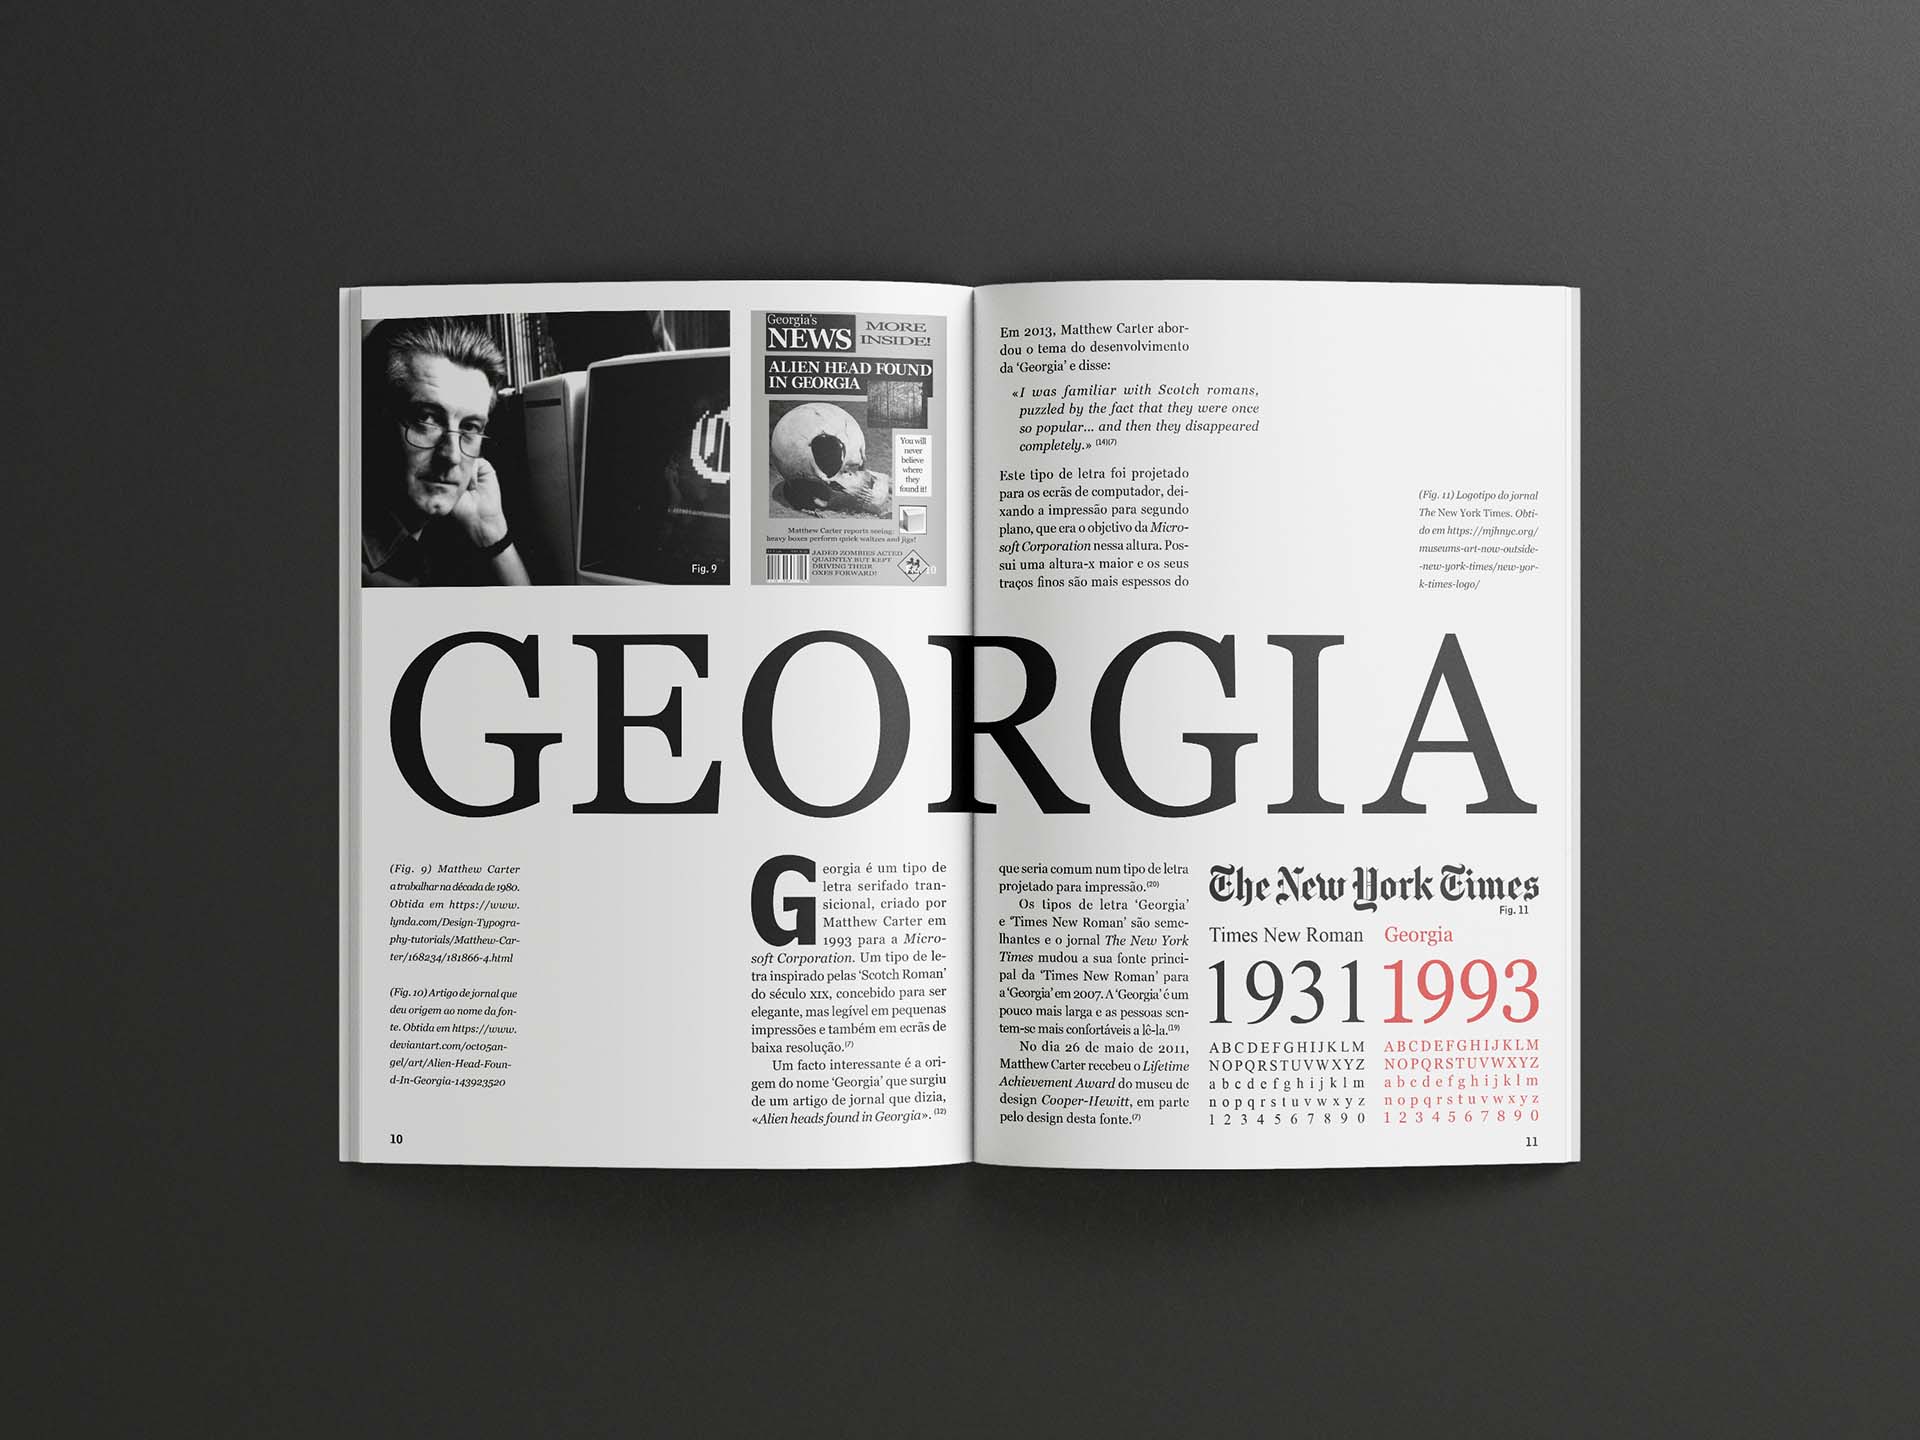 Georgia's
NEWS
MORE
INSIDE!
ALIEN HEAD FOUND
IN GEORGIA
You will
never
believe
where
they
found it!
Matthew Carter reports seeing:
heavy boxes perform quick waltzes and jigs!
JADED ZOMBIES ACTED
QUAINTLY BUT KEPT
DRIVING THEIR
OXES FORWARD!
Fig. 9
Fig. 10
GEORGIA
(Fig. 9) Matthew Carter
a trabalhar na década de 1980.
Obtida em https://www.
lynda.com/Design-Typogra-
phy-tutorials/Matthew-Car-
ter/168234/181866-4.html
(Fig. 10) Artigo de jornal que
deu origem ao nome da fon-
te. Obtida em https://www.
deviantart.com/oct05an-
gel/art/Alien-Head-Foun-
d-In-Georgia-143923520
10
Georgia é um tipo de
letra serifado tran-
sicional, criado por
Matthew Carter em
1993 para a Micro-
soft Corporation. Um tipo de le-
tra inspirado pelas ‘Scotch Roman’
do século XIX, concebido para ser
elegante, mas legível em pequenas
impressões e também em ecrãs de
baixa resolução.(7)
Um facto interessante é a ori-
gem do nome ‘Georgia’ que surgiu
de um artigo de jornal que dizia,
«Alien heads found in Georgia». (12)
Em 2013, Matthew Carter abor-
dou o tema do desenvolvimento
da ‘Georgia’ e disse:
«I was familiar with Scotch romans,
puzzled by the fact that they were once
so popular... and then they disappeared
completely.» (14)(7)
Este tipo de letra foi projetado
para os ecrãs de computador, dei-
xando a impressão para segundo
plano, que era o objetivo da Micro-
soft Corporation nessa altura. Pos-
sui uma altura-x maior e os seus
traços finos são mais espessos do
que seria comum num tipo de letra
projetado para impressão.(20)
Os tipos de letra ‘Georgia’
e ‘Times New Roman’ são seme-
lhantes e o jornal The New York
Times mudou a sua fonte princi-
pal da ‘Times New Roman’ para
a ‘Georgia’ em 2007. A ‘Georgia’ é um
pouco mais larga e as pessoas sen-
tem-se mais confortáveis a lê-la.(19)
No dia 26 de maio de 2011,
Matthew Carter recebeu o Lifetime
Achievement Award do museu de
design Cooper-Hewitt, em parte
pelo design desta fonte.(7)
(Fig. 11) Logotipo do jornal
The New York Times. Obti-
do em https://mjhnyc.org/
museums-art-now-outside-
-new-york-times/new-yor-
k-times-logo/
The New York Times
Fig. 11
Times New Roman
1931
ABCDEFGHIJKLM
NOPQRSTUVWXYZ
abcdefghijklm
nopqrstuvwxyz
1234567890
Georgia
1993
ABCDEFGHIJKLM
NOPQRSTUVWXYZ
abcdefghijklm
nopqrstuvwxyz
1234567890
11